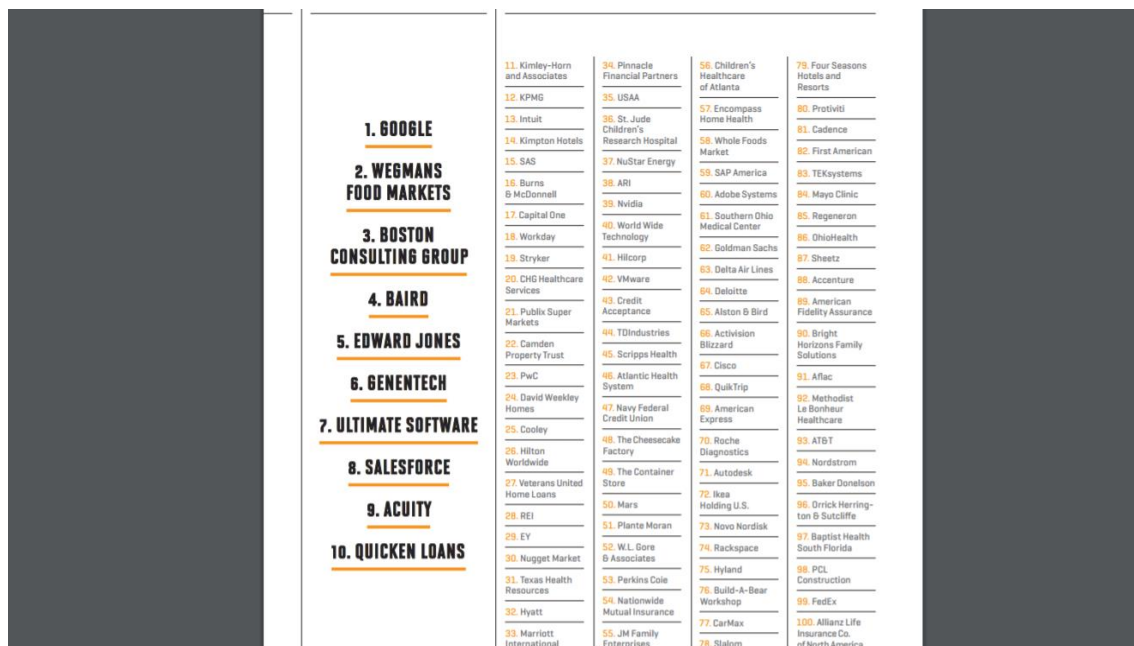 1. GOOGLE
2. WEGMANS
FOOD MARKETS
3. BOSTON
CONSULTING GROUP
4. BAIRD
5. EDWARD JONES
6. GENENTECH
7. ULTIMATE SOFTWARE
8. SALESFORCE
9. ACUITY
10. QUICKEN LOANS
11. Kimley-Horn
and Associates
12. KPMG
13. Intuit
14. Kimpton Hotels
15. SAS
16. Burns
& McDonnell
17. Capital One
18. Workday
19. Stryker
20. CHG Healthcare
Services
21. Publix Super
Markets
22. Camden
Property Trust
23. PwC
24. David Weekley
Homes
25. Cooley
26. Hilton
Worldwide
27. Veterans United
Home Loans
28. REI
29. EY
30. Nugget Market
31. Texas Health
Resources
32. Hyatt
33. Marriott
International
34. Pinnacle
Financial Partners
35. USAA
36. St. Jude
Children's
Research Hospital
37. NuStar Energy
38. ARI
39. Nvidia
40. World Wide
Technology
41. Hilcorp
42. VMware
43. Credit
Acceptance
44. TDIndustries
45. Scripps Health
46. Atlantic Health
System
47. Navy Federal
Credit Union
48. The Cheesecake
Factory
49. The Container
Store
50. Mars
51. Plante Moran
52. W.L. Gore
& Associates
53. Perkins Coie
54. Nationwide
Mutual Insurance
55. JM Family
Enterprises
56. Children's
Healthcare
of Atlanta
57. Encompass
Home Health
58. Whole Foods
Market
59. SAP America
60. Adobe Systems
61. Southern Ohio
Medical Center
62. Goldman Sachs
63. Delta Air Lines
64. Deloitte
65. Alston & Bird
66. Activision
Blizzard
67. Cisco
68. QuikTrip
69. American
Express
70. Roche
Diagnostics
71. Autodesk
72. Ikea
Holding U.S.
73. Novo Nordisk
74. Rackspace
75. Hyland
76. Build-A-Bear
Workshop
77. CarMax
78. Slalom
79. Four Seasons
Hotels and
Resorts
80. Protiviti
81. Cadence
82. First American
83. TEKsystems
84. Mayo Clinic
85. Regeneron
86. OhioHealth
87. Sheetz
88. Accenture
89. American
Fidelity Assurance
90. Bright
Horizons Family
Solutions
91. Aflac
92. Methodist
Le Bonheur
Healthcare
93. AT&T
94. Nordstrom
95. Baker Donelson
96. Orrick Herring-
ton & Sutcliffe
97. Baptist Health
South Florida
98. PCL
Construction
99. FedEx
100. Allianz Life
Insurance Co.
of North America